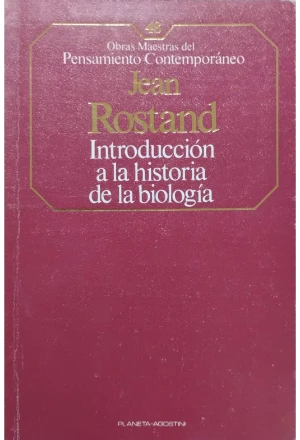 48
Obras Maestras del
Pensamiento Contemporáneo
Jean
Rostand
Introducción
a la historia
de la biología
PLANETA-AGOSTINI